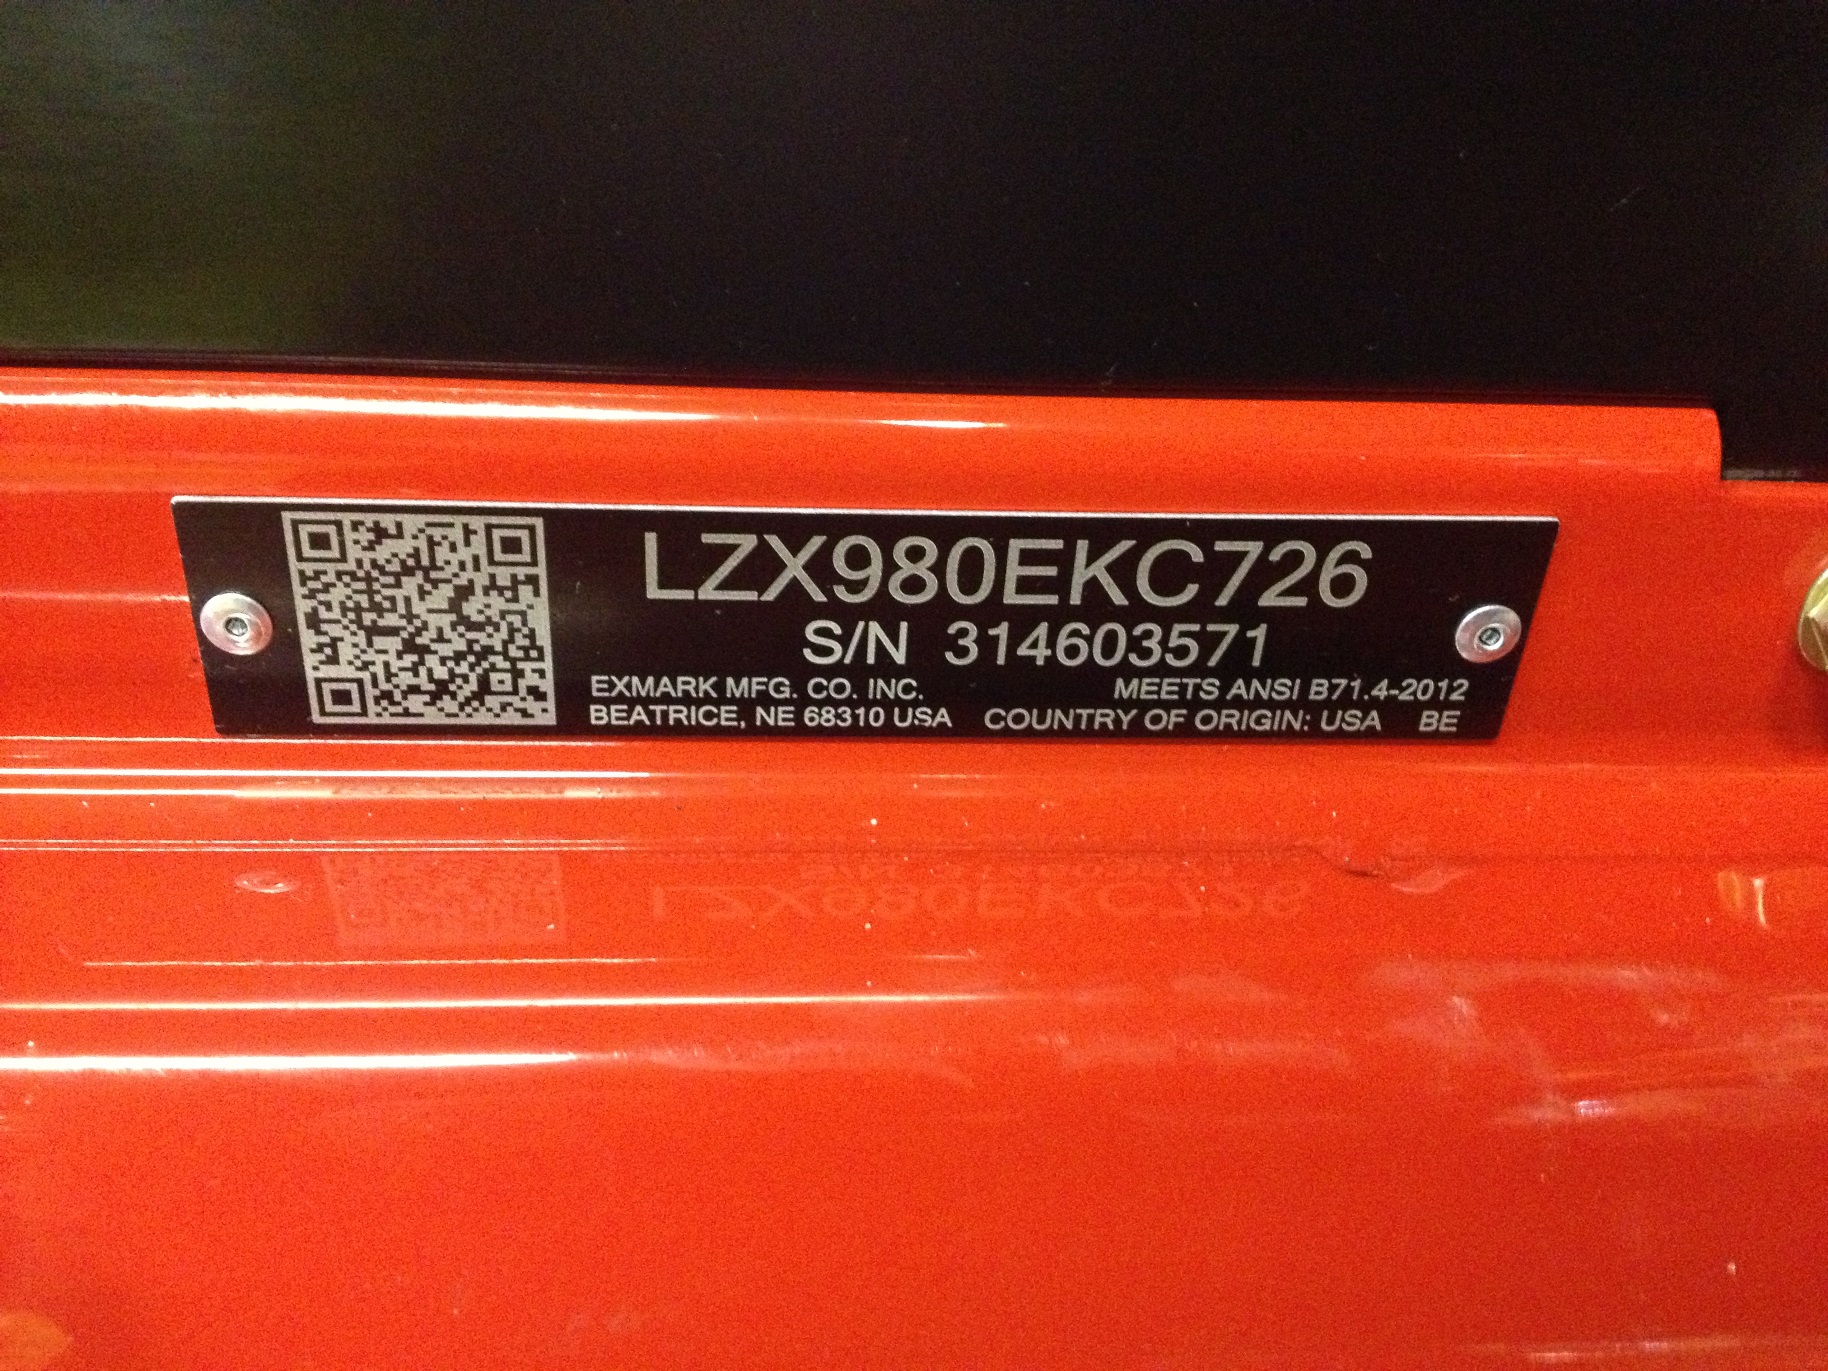 LZX980EKC726
S/N 314603571
EXMARK MFG. CO. INC. MEETS ANSI B71.4-2012
BEATRICE, NE 68310 USA COUNTRY OF ORIGIN: USA BE